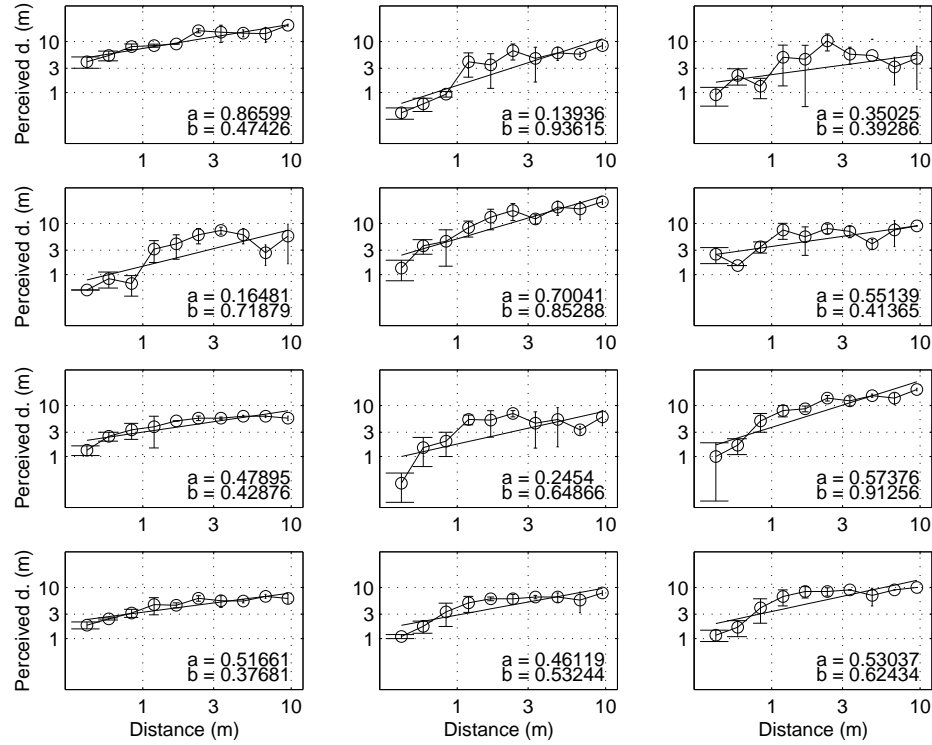 Perceived d. (m)
10
3
1
a = 0.86599
b = 0.47426
1 3 10
a = 0.13936
b = 0.93615
1 3 10
10
3
1
a = 0.35025
b = 0.39286
1 3 10
Perceived d. (m)
10
3
1
a = 0.16481
b = 0.71879
1 3 10
10
3
1
a = 0.70041
b = 0.85288
1 3 10
10
3
1
a = 0.55139
b = 0.41365
1 3 10
Perceived d. (m)
10
3
1
a = 0.47895
b = 0.42876
1 3 10
10
3
1
a = 0.2454
b = 0.64866
1 3 10
10
3
1
a = 0.57376
b = 0.91256
1 3 10
Perceived d. (m)
10
3
1
a = 0.51661
b = 0.37681
1 3 10
Distance (m)
10
3
1
a = 0.46119
b = 0.53244
1 3 10
Distance (m)
10
3
1
a = 0.53037
b = 0.62434
1 3 10
Distance (m)